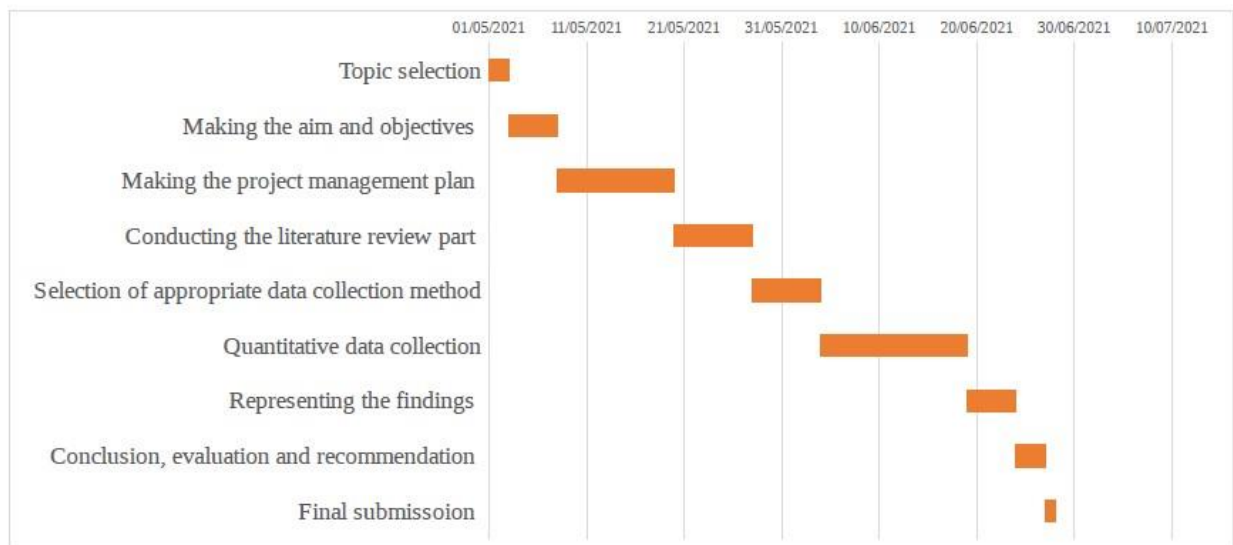 01/05/2021 11/05/2021 21/05/2021 31/05/2021 10/06/2021 20/06/2021 30/06/2021 10/07/2021
Topic selection
Making the aim and objectives
Making the project management plan
Conducting the literature review part
Selection of appropriate data collection method
Quantitative data collection
Representing the findings
Conclusion, evaluation and recommendation
Final submissoion